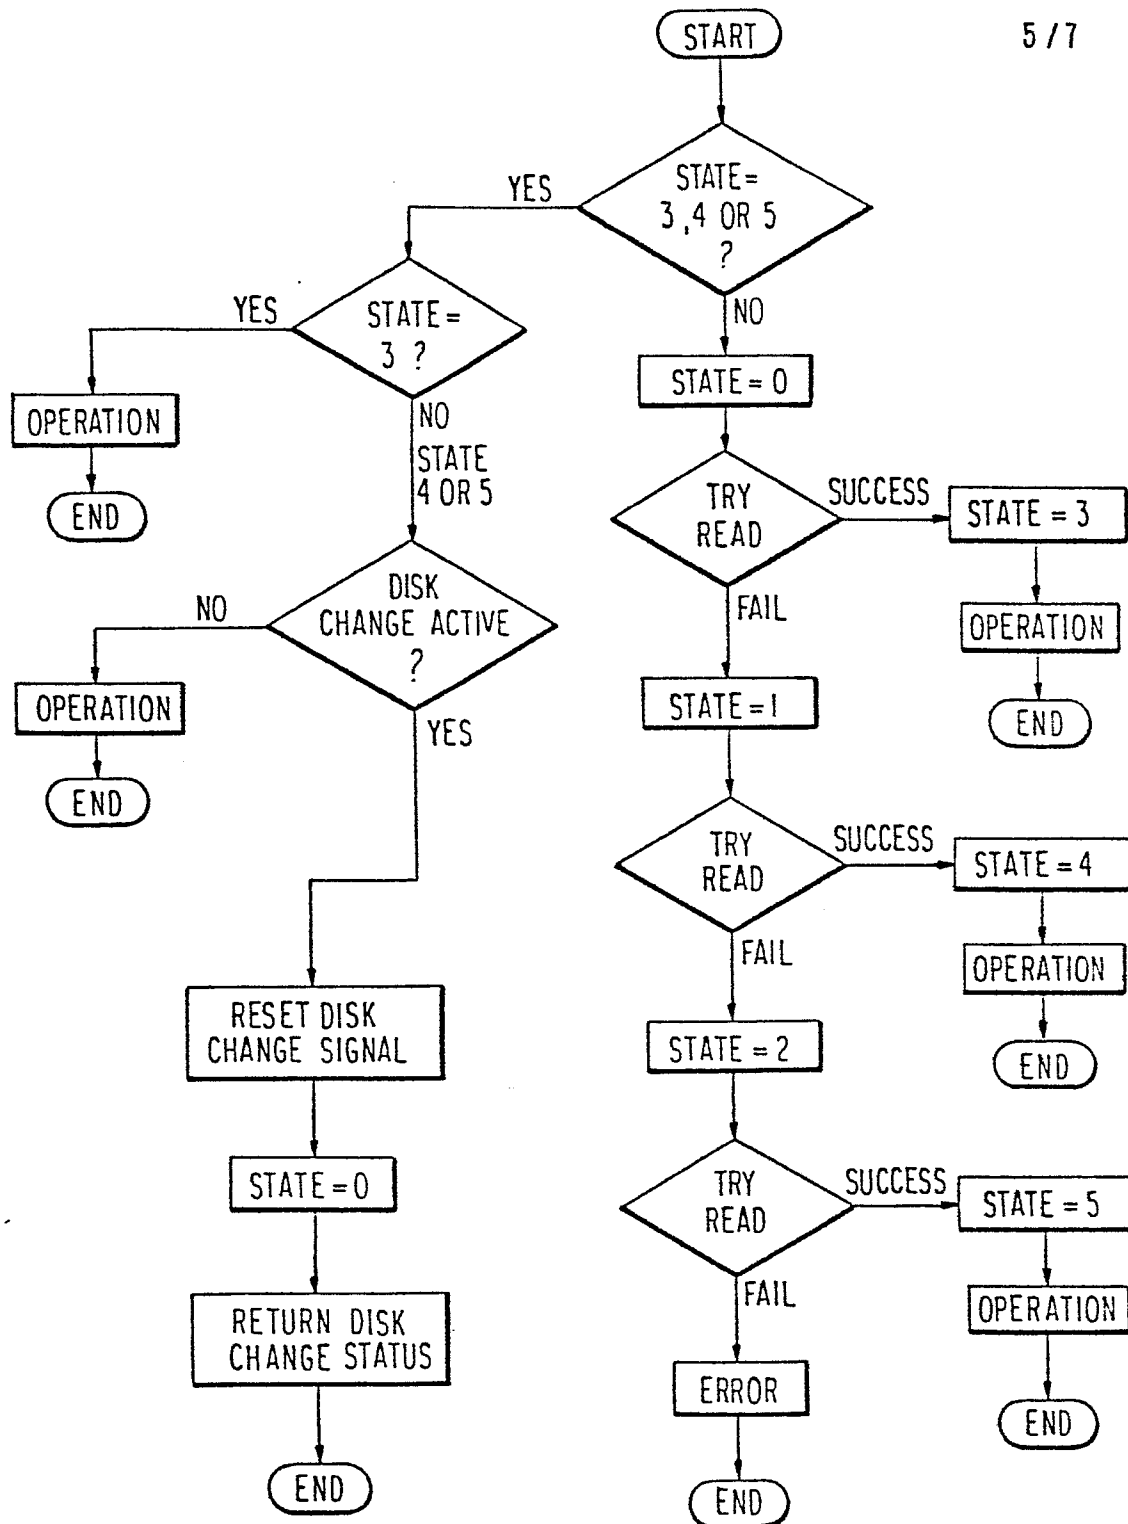 START
5/7
STATE=
3,4 OR 5
?
YES
NO
STATE=
3 ?
YES
OPERATION
END
NO
STATE
4 OR 5
DISK
CHANGE ACTIVE
?
NO
OPERATION
END
YES
RESET DISK
CHANGE SIGNAL
STATE=0
RETURN DISK
CHANGE STATUS
END
STATE=0
TRY
READ
SUCCESS
STATE=3
OPERATION
END
FAIL
STATE=1
TRY
READ
SUCCESS
STATE=4
OPERATION
END
FAIL
STATE=2
TRY
READ
SUCCESS
STATE=5
OPERATION
END
FAIL
ERROR
END